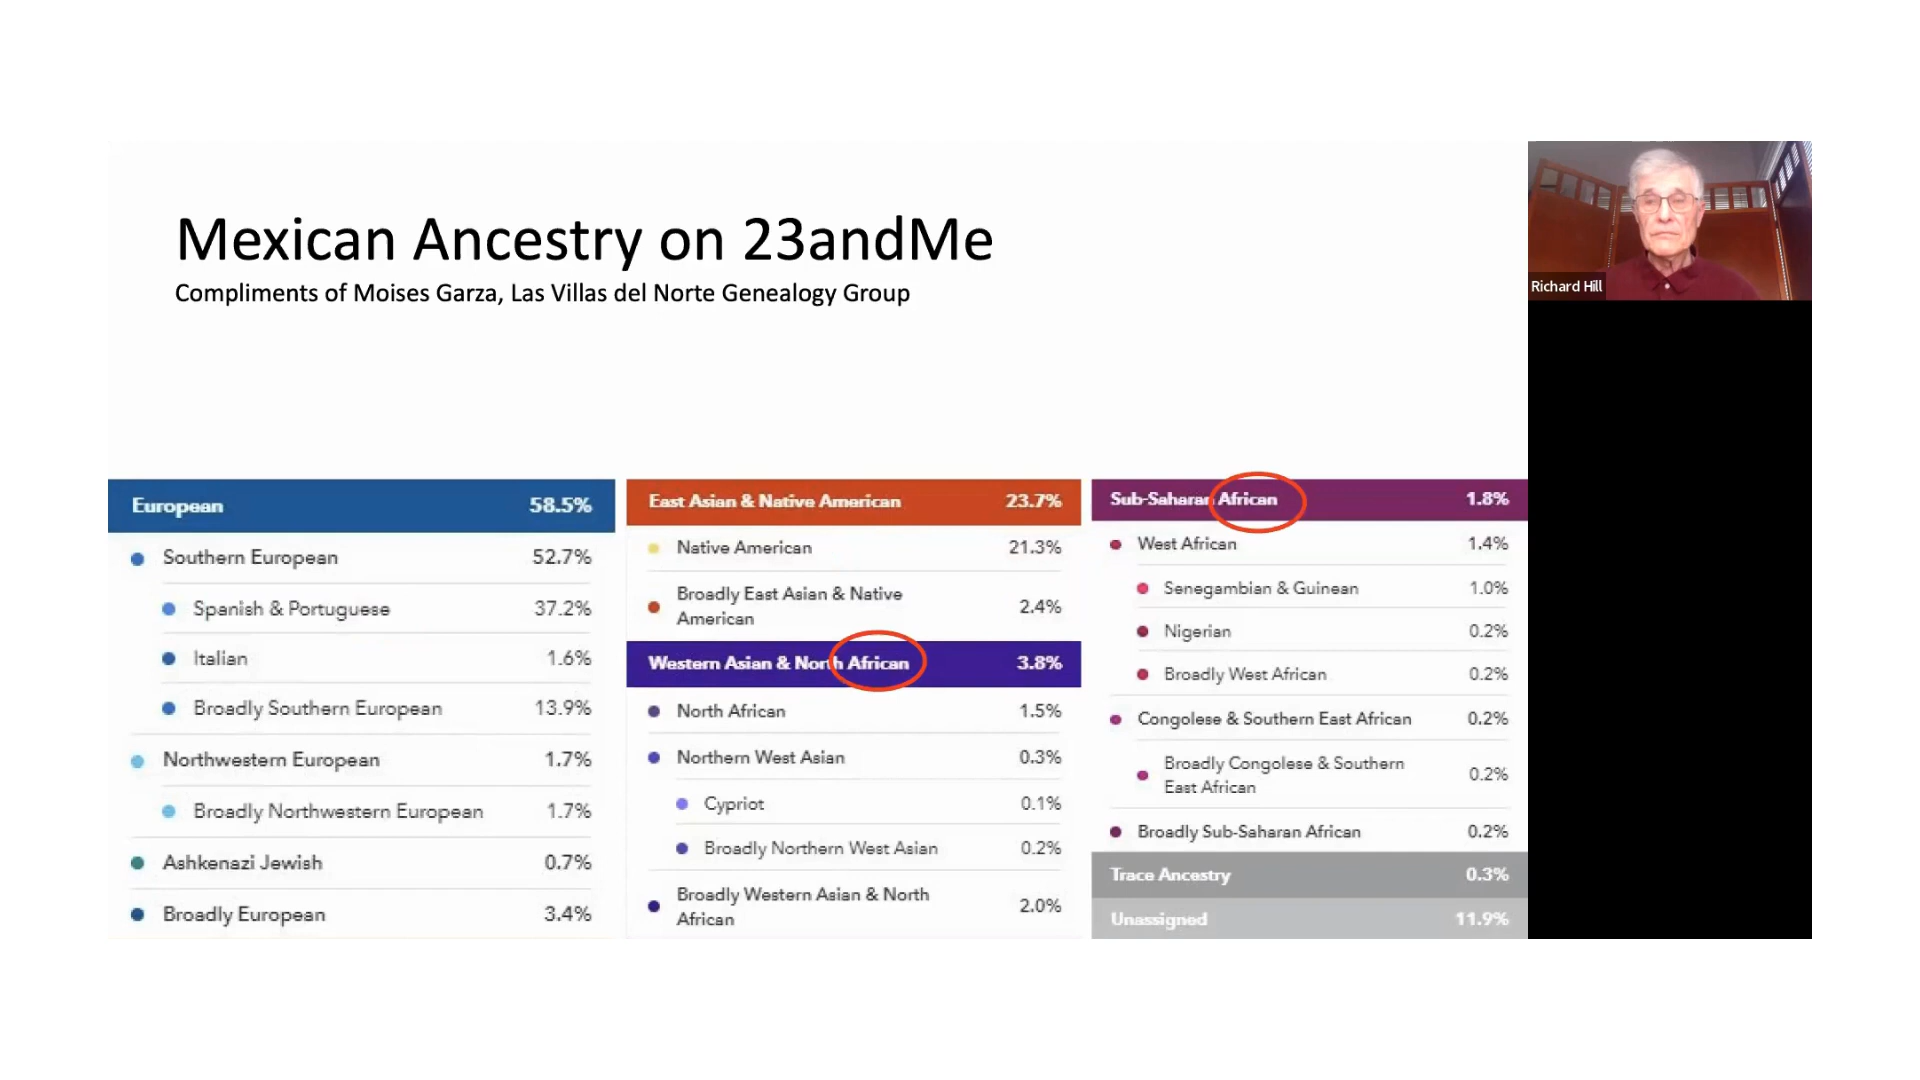 Mexican Ancestry on 23andMe
Compliments of Moises Garza, Las Villas del Norte Genealogy Group
Richard Hill
European 58.5%
Southern European 52.7%
Spanish & Portuguese 37.2%
Italian 1.6%
Broadly Southern European 13.9%
Northwestern European 1.7%
Broadly Northwestern European 1.7%
Ashkenazi Jewish 0.7%
Broadly European 3.4%
East Asian & Native American 23.7%
Native American 21.3%
Broadly East Asian & Native
American 2.4%
Western Asian & North African 3.8%
North African 1.5%
Northern West Asian 0.3%
Cypriot 0.1%
Broadly Northern West Asian 0.2%
Broadly Western Asian & North
African 2.0%
Sub-Saharan African 1.8%
West African 1.4%
Senegambian & Guinean 1.0%
Nigerian 0.2%
Broadly West African 0.2%
Congolese & Southern East African 0.2%
Broadly Congolese & Southern
East African 0.2%
Broadly Sub-Saharan African 0.2%
Trace Ancestry 0.3%
Unassigned 11.9%